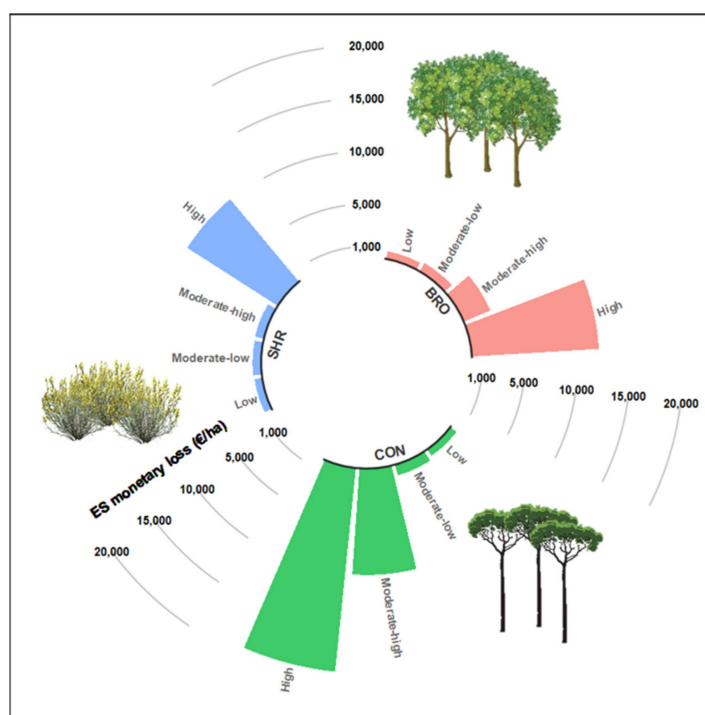 20,000
15,000
10,000
5,000
1,000
Low
Moderate-low
Moderate-high
High
BRO
1,000
5,000
10,000
15,000
20,000
Low
Moderate-low
Moderate-high
High
CON
1,000
5,000
10,000
15,000
20,000
ES monetary loss (€/ha)
Low
Moderate-low
Moderate-high
High
SHR